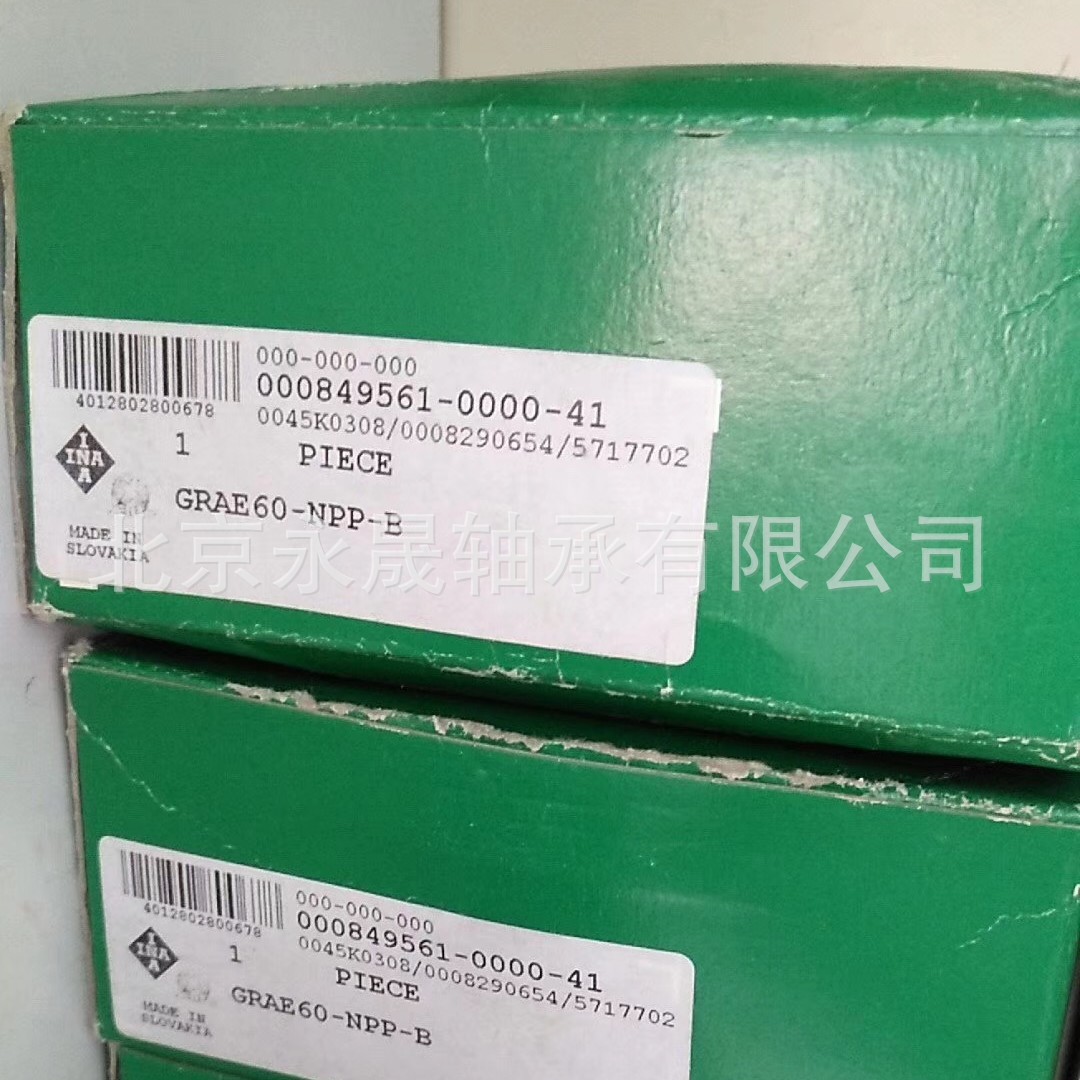 000-000-000
000849561-0000-41
4012802800678
0045K0308/0008290654/5717702
1 PIECE
I
INA
A
GRAE60-NPP-B
MADE IN
SLOVAKIA
北京永晟轴承有限公司
000-000-000
000849561-0000-41
4012802800678
0045K0308/0008290654/5717702
1 PIECE
I
INA
A
GRAE60-NPP-B
MADE IN
SLOVAKIA